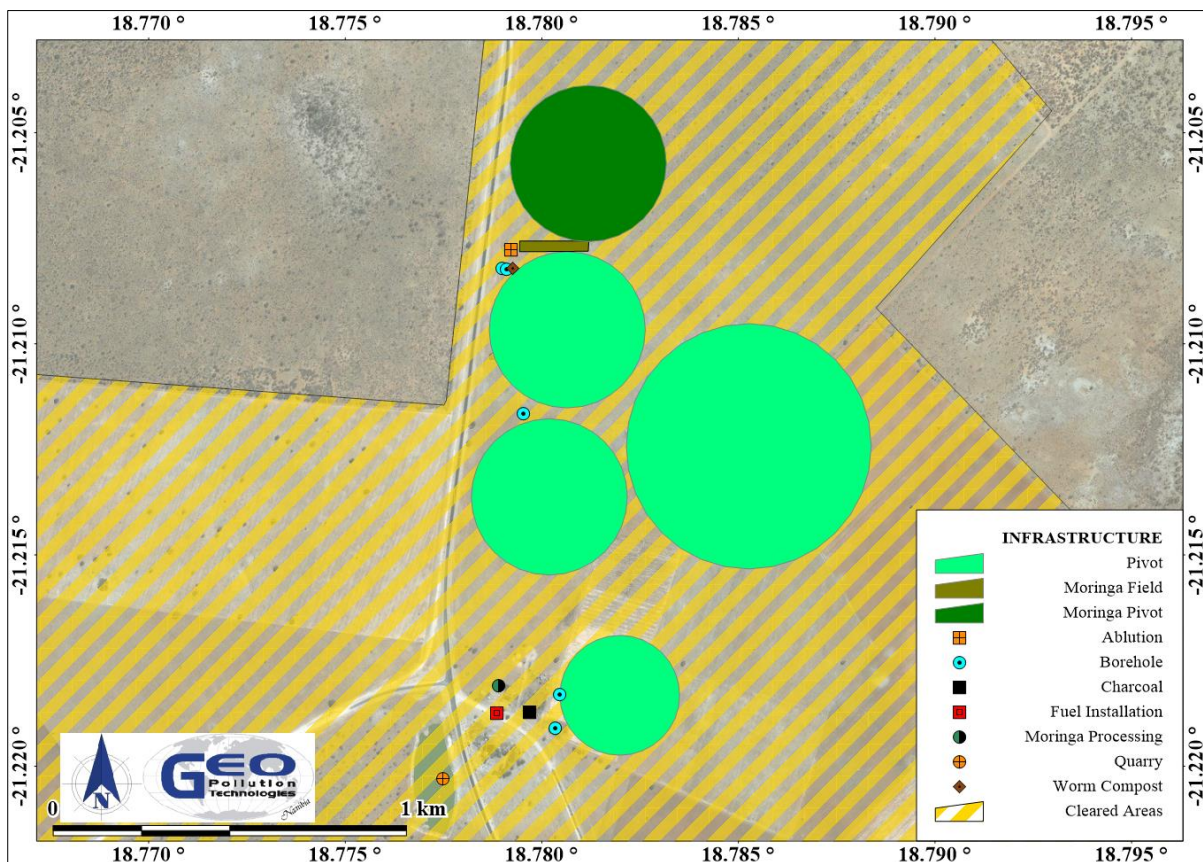 18.770 ° 18.775 ° 18.780 ° 18.785 ° 18.790 ° 18.795 °
-21.205 ° -21.205 °
-21.210 ° -21.210 °
-21.215 ° -21.215 °
-21.220 ° -21.220 °
INFRASTRUCTURE
Pivot
Moringa Field
Moringa Pivot
Ablution
Borehole
Charcoal
Fuel Installation
Moringa Processing
Quarry
Worm Compost
Cleared Areas
N
GEO
Pollution
Technologies
Namibia
0 1 km
18.770 ° 18.775 ° 18.780 ° 18.785 ° 18.790 ° 18.795 °